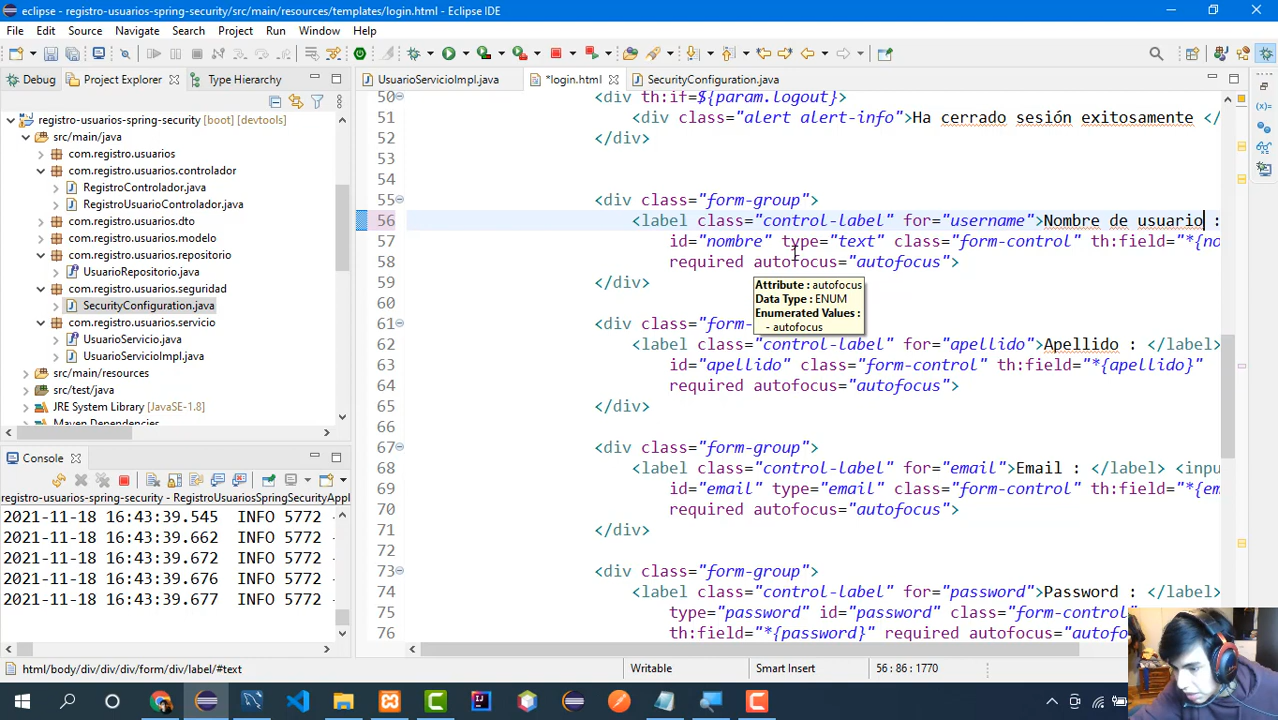 eclipse - registro-usuarios-spring-security/src/main/resources/templates/login.html - Eclipse IDE
File Edit Source Navigate Search Project Run Window Help
Debug Project Explorer Type Hierarchy
UsuarioServicioImpl.java *login.html SecurityConfiguration.java
registro-usuarios-spring-security [boot] [devtools]
src/main/java
com.registro.usuarios
com.registro.usuarios.controlador
RegistroControlador.java
RegistroUsuarioControlador.java
com.registro.usuarios.dto
com.registro.usuarios.modelo
com.registro.usuarios.repositorio
UsuarioRepositorio.java
com.registro.usuarios.seguridad
SecurityConfiguration.java
com.registro.usuarios.servicio
UsuarioServicio.java
UsuarioServicioImpl.java
src/main/resources
src/test/java
JRE System Library [JavaSE-1.8]
Maven Dependencies
50 <div th:if=${param.logout}>
51 <div class="alert alert-info">Ha cerrado sesión exitosamente </
52 </div>
53
54
55 <div class="form-group">
56 <label class="control-label" for="username">Nombre de usuario :
57 id="nombre" type="text" class="form-control" th:field="*{no
58 required autofocus="autofocus">
59 </div>
60
61 <div class="form-
62 <label class="control-label" for="apellido">Apellido : </label>
63 id="apellido" class="form-control" th:field="*{apellido}"
64 required autofocus="autofocus">
65 </div>
66
67 <div class="form-group">
68 <label class="control-label" for="email">Email : </label> <input
69 id="email" type="email" class="form-control" th:field="*{em
70 required autofocus="autofocus">
71 </div>
72
73 <div class="form-group">
74 <label class="control-label" for="password">Password : </label>
75 type="password" id="password" class="form-control"
76 th:field="*{password}" required autofocus="autofo
Attribute : autofocus
Data Type : ENUM
Enumerated Values :
- autofocus
Console
registro-usuarios-spring-security - RegistroUsuariosSpringSecurityAppl
2021-11-18 16:43:39.545 INFO 5772 -
2021-11-18 16:43:39.662 INFO 5772 -
2021-11-18 16:43:39.672 INFO 5772 -
2021-11-18 16:43:39.676 INFO 5772 -
2021-11-18 16:43:39.677 INFO 5772 -
html/body/div/div/div/form/div/label/#text
Writable
Smart Insert
56 : 86 : 1770